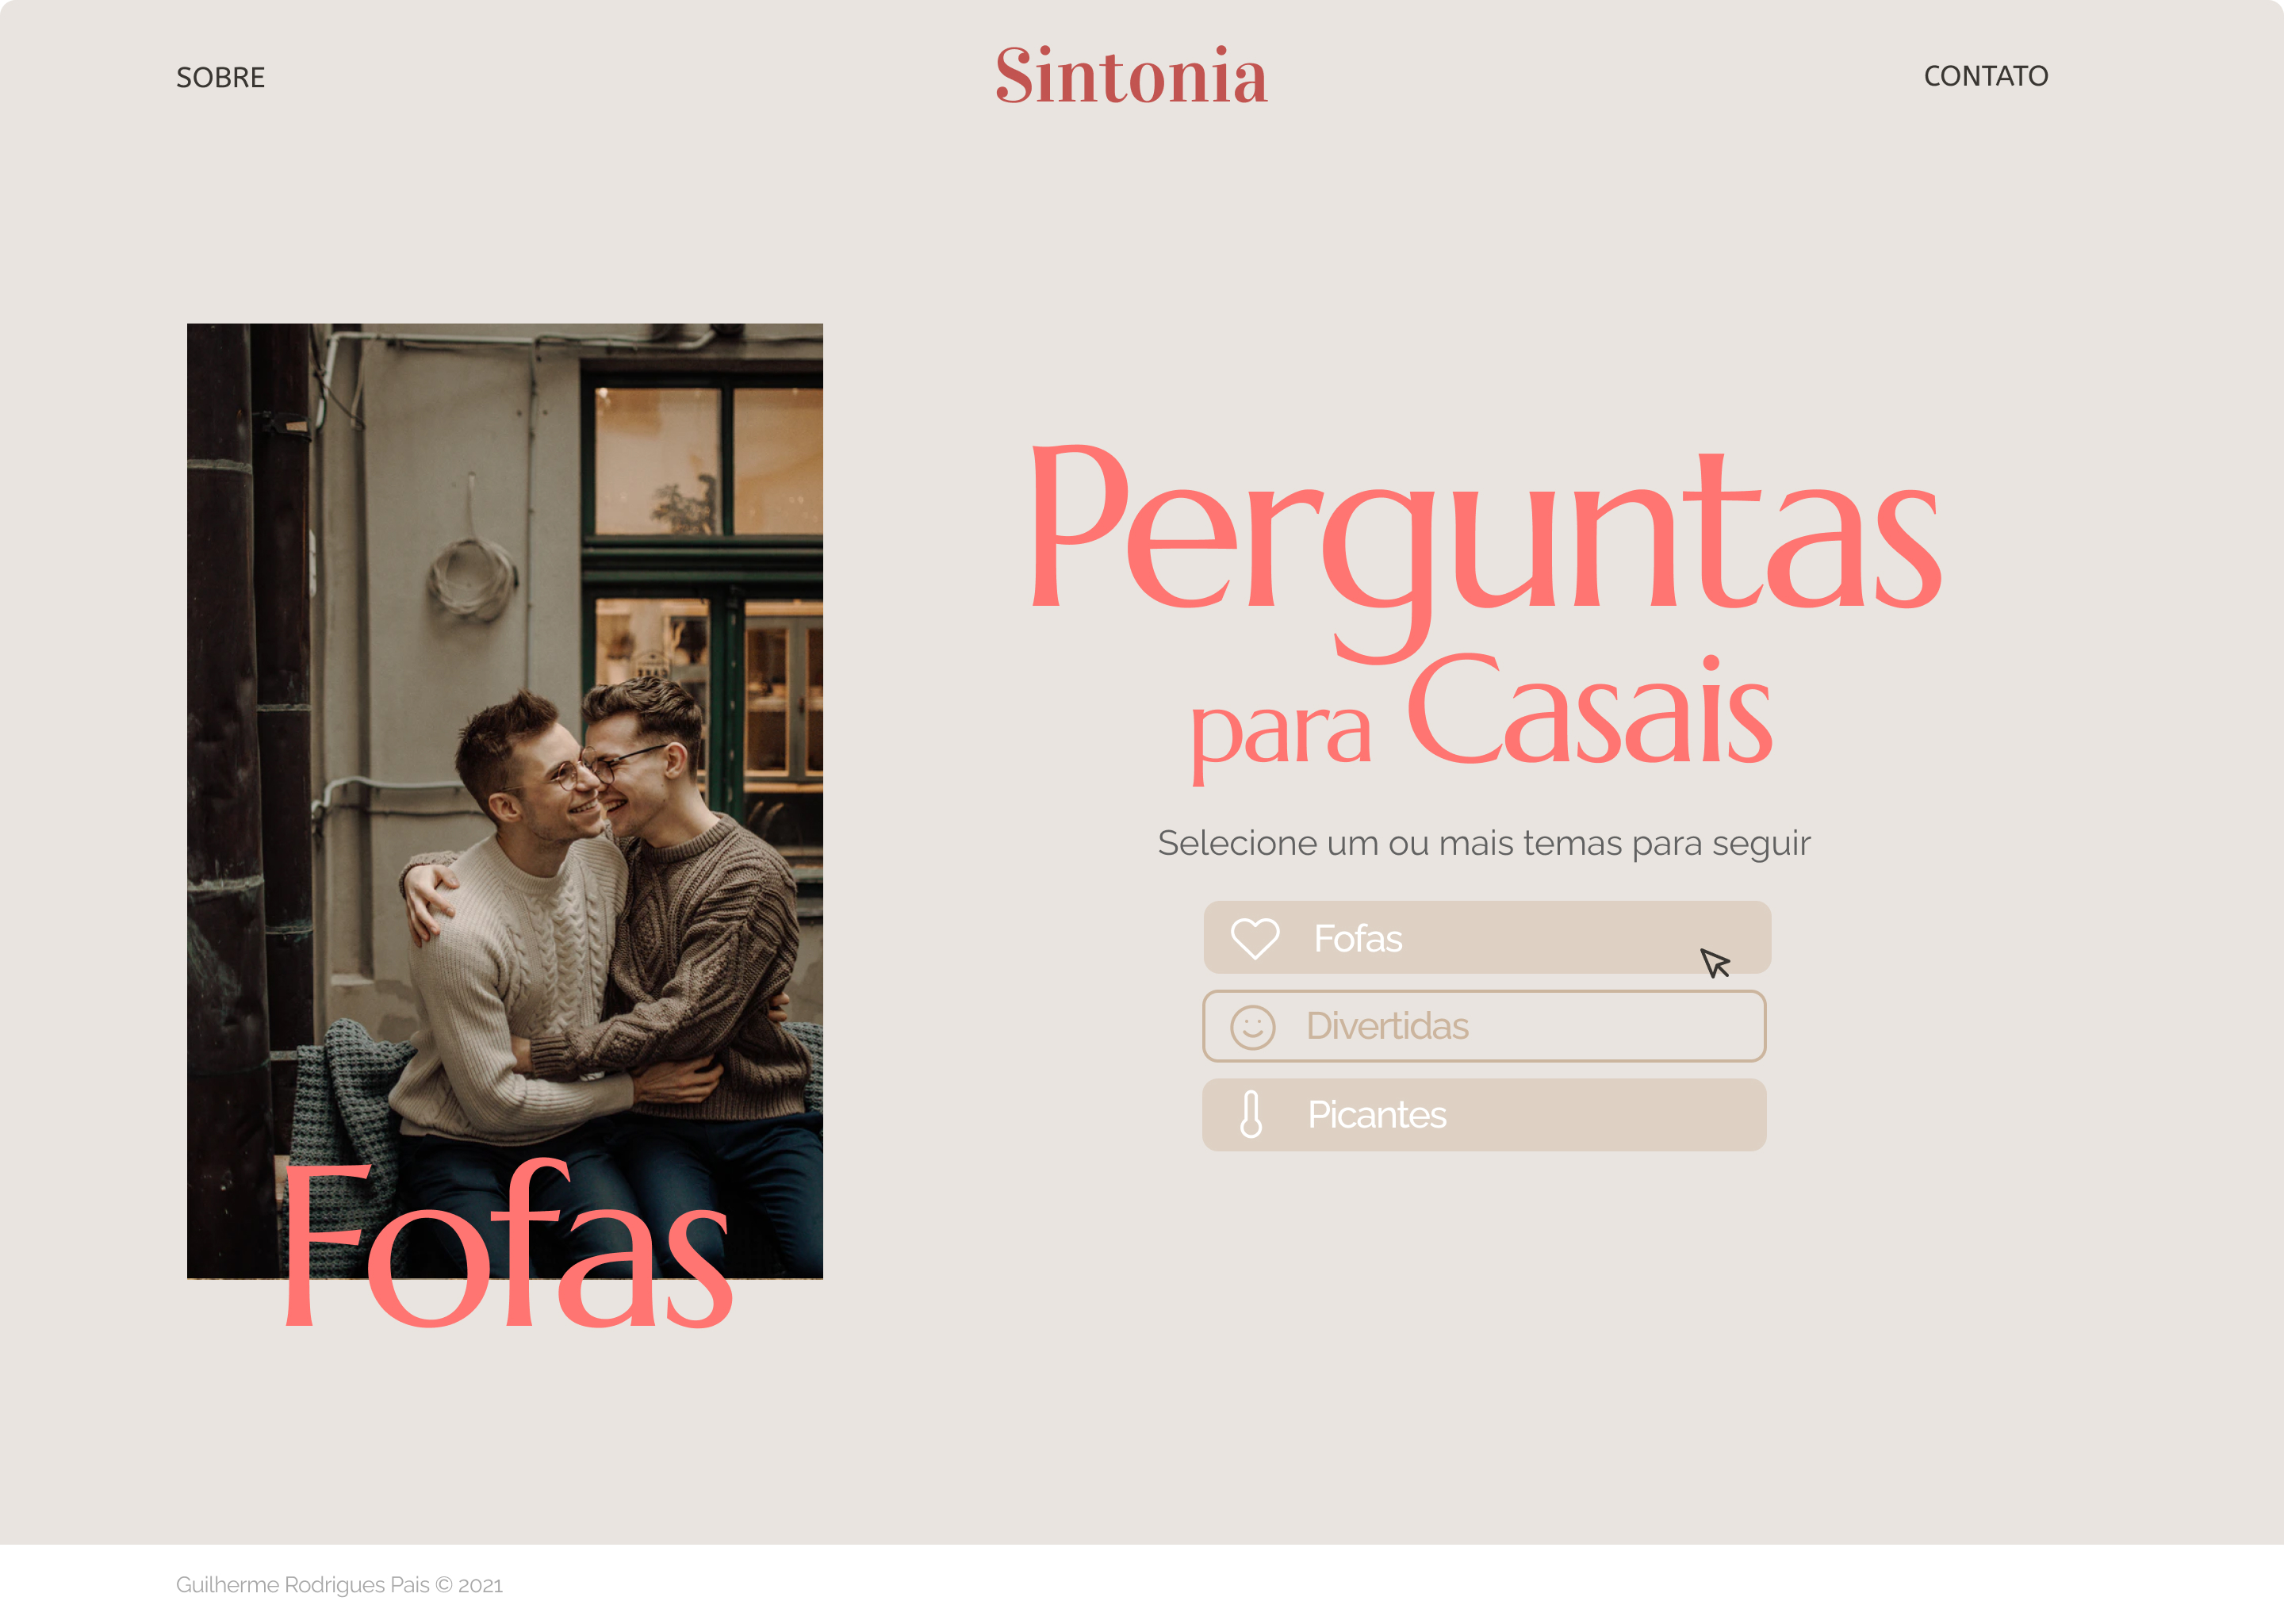 SOBRE
Sintonia
CONTATO
Perguntas
para Casais
Selecione um ou mais temas para seguir
Fofas
Divertidas
Picantes
Fofas
Guilherme Rodrigues Pais © 2021